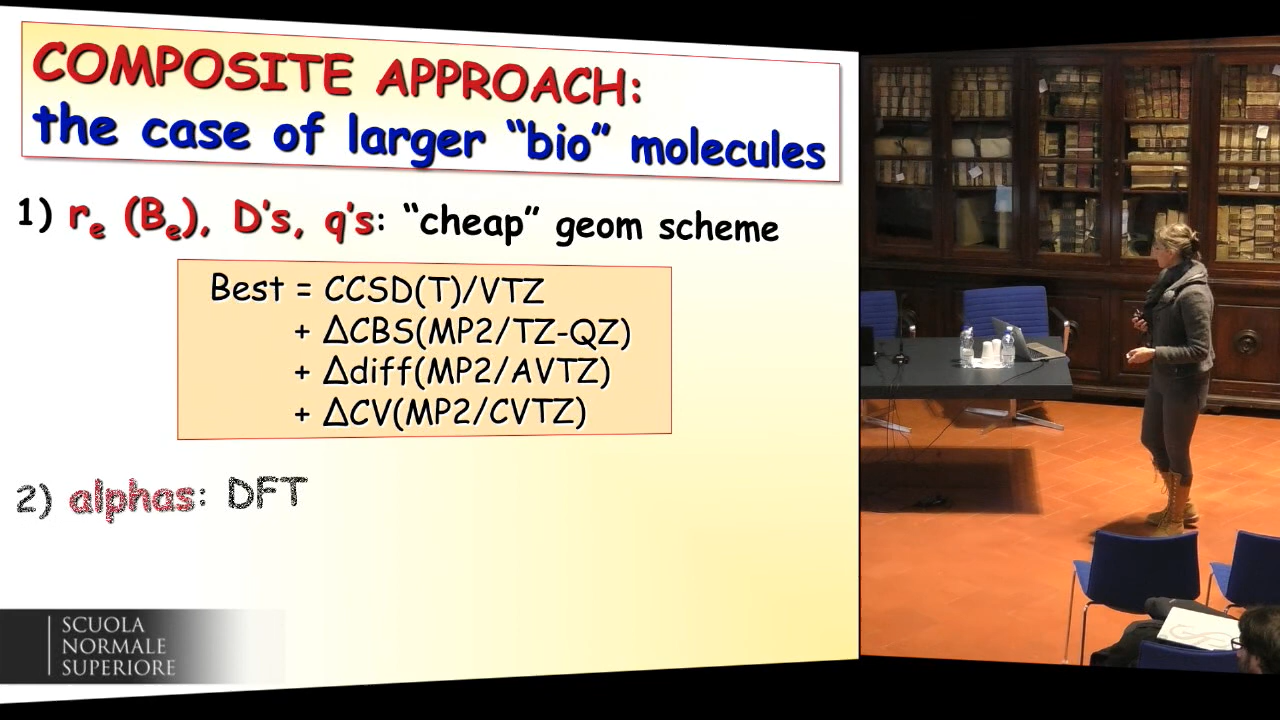 COMPOSITE APPROACH:
the case of larger “bio” molecules
1) re (Be), D's, q's: “cheap” geom scheme
Best = CCSD(T)/VTZ
+ ΔCBS(MP2/TZ-QZ)
+ Δdiff(MP2/AVTZ)
+ ΔCV(MP2/CVTZ)
2) alphas: DFT
SCUOLA
NORMALE
SUPERIORE